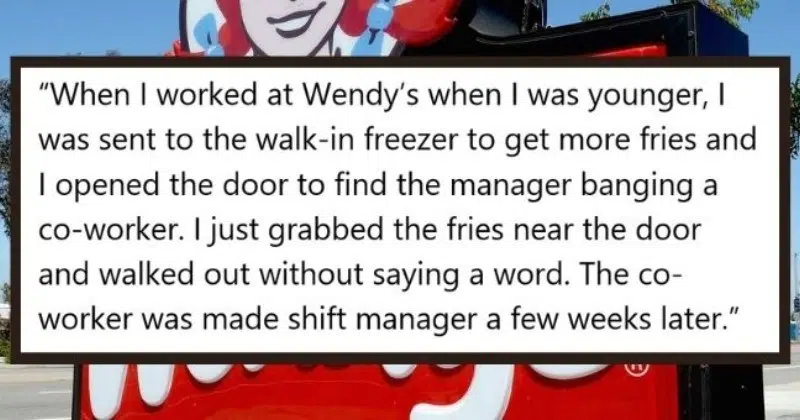 “When I worked at Wendy’s when I was younger, I
was sent to the walk-in freezer to get more fries and
I opened the door to find the manager banging a
co-worker. I just grabbed the fries near the door
and walked out without saying a word. The co-
worker was made shift manager a few weeks later.”
®